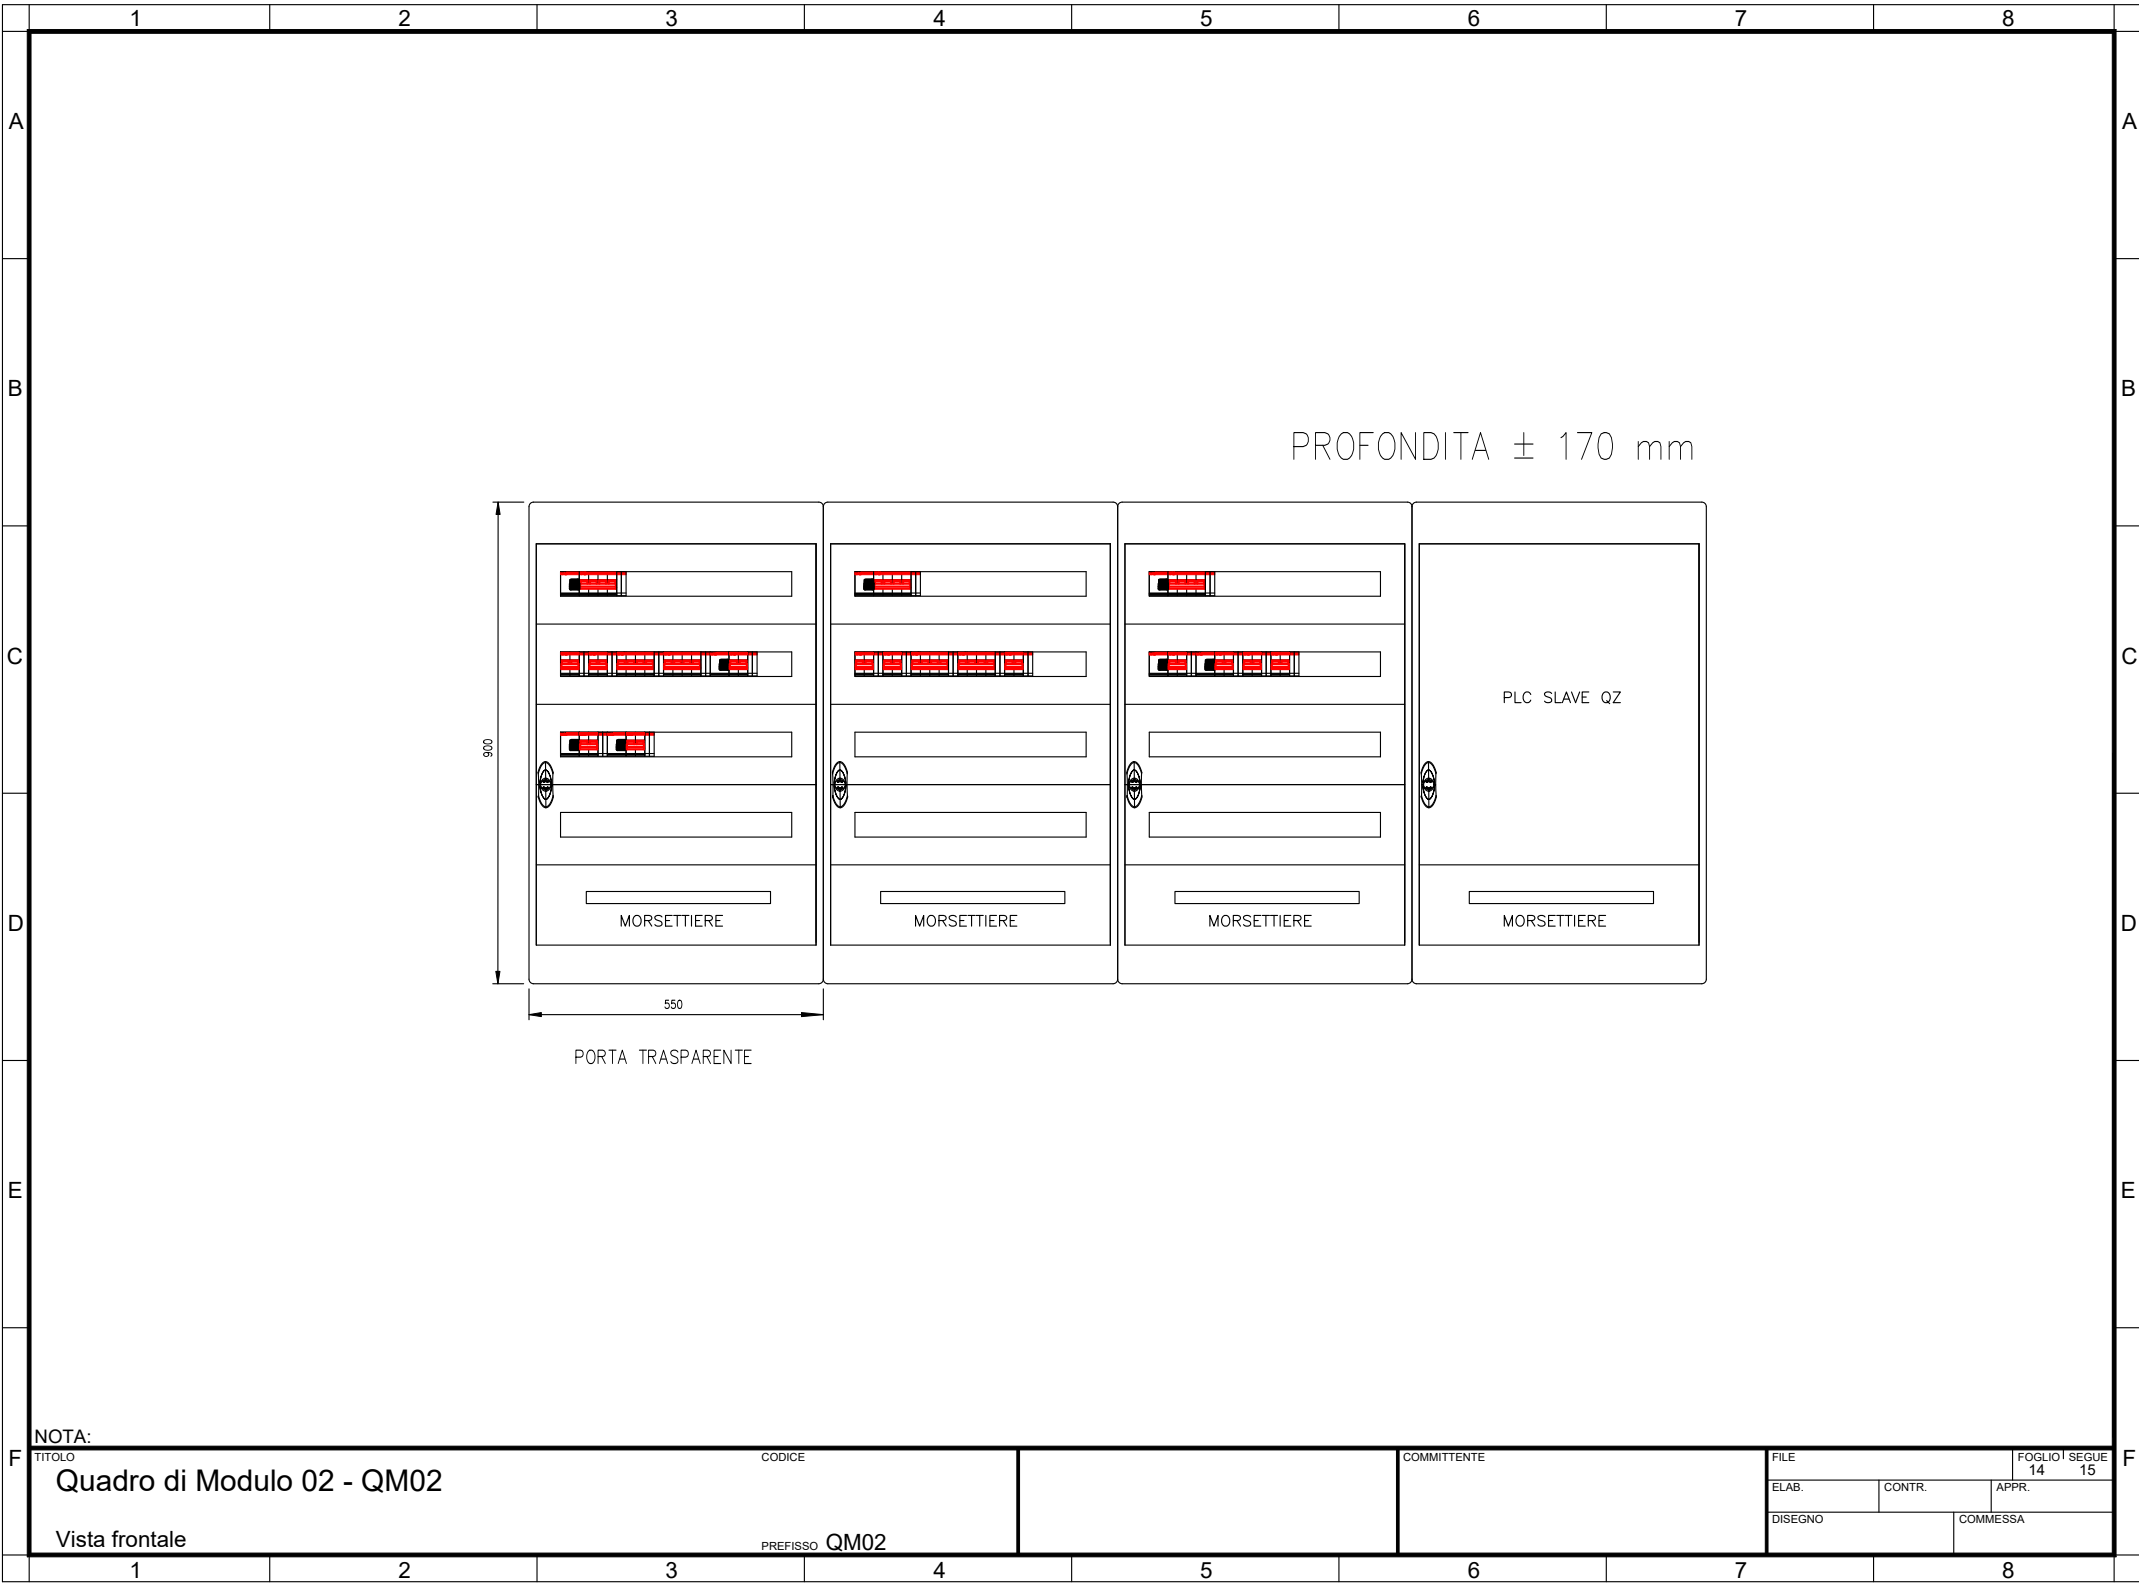 1 2 3 4 5 6 7 8
A A
B B
PROFONDITA ± 170 mm
C C
PLC SLAVE QZ
900
D D
MORSETTIERE MORSETTIERE MORSETTIERE MORSETTIERE
550
PORTA TRASPARENTE
E E
NOTA:
F F
TITOLO CODICE COMMITTENTE FILE FOGLIO SEGUE
Quadro di Modulo 02 - QM02 14 15
ELAB. CONTR. APPR.
DISEGNO COMMESSA
Vista frontale PREFISSO QM02
1 2 3 4 5 6 7 8